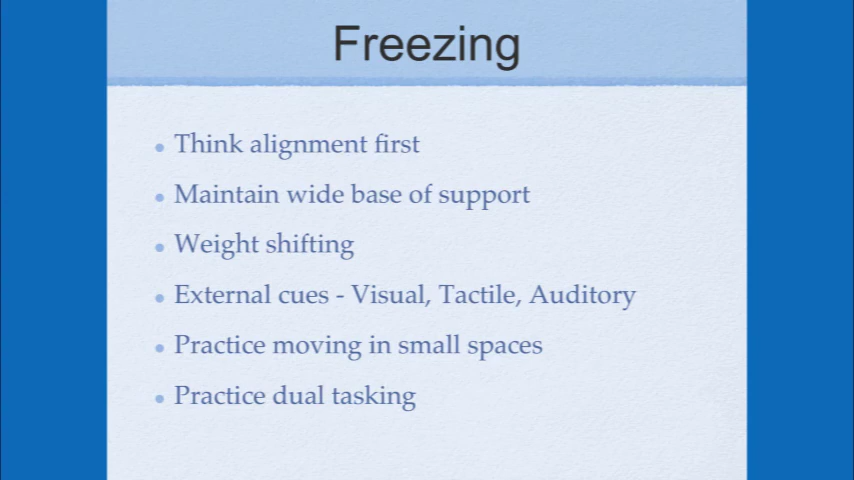 Freezing
• Think alignment first
• Maintain wide base of support
• Weight shifting
• External cues - Visual, Tactile, Auditory
• Practice moving in small spaces
• Practice dual tasking